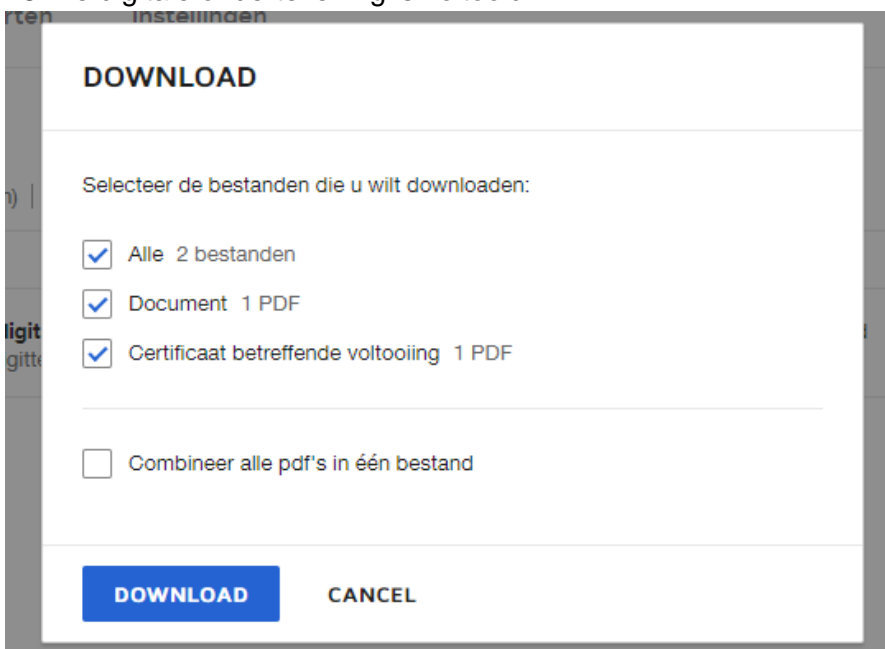 Instellingen
DOWNLOAD
Selecteer de bestanden die u wilt downloaden:
Alle 2 bestanden
Document 1 PDF
Certificaat betreffende voltooiing 1 PDF
Combineer alle pdf's in één bestand
DOWNLOAD CANCEL